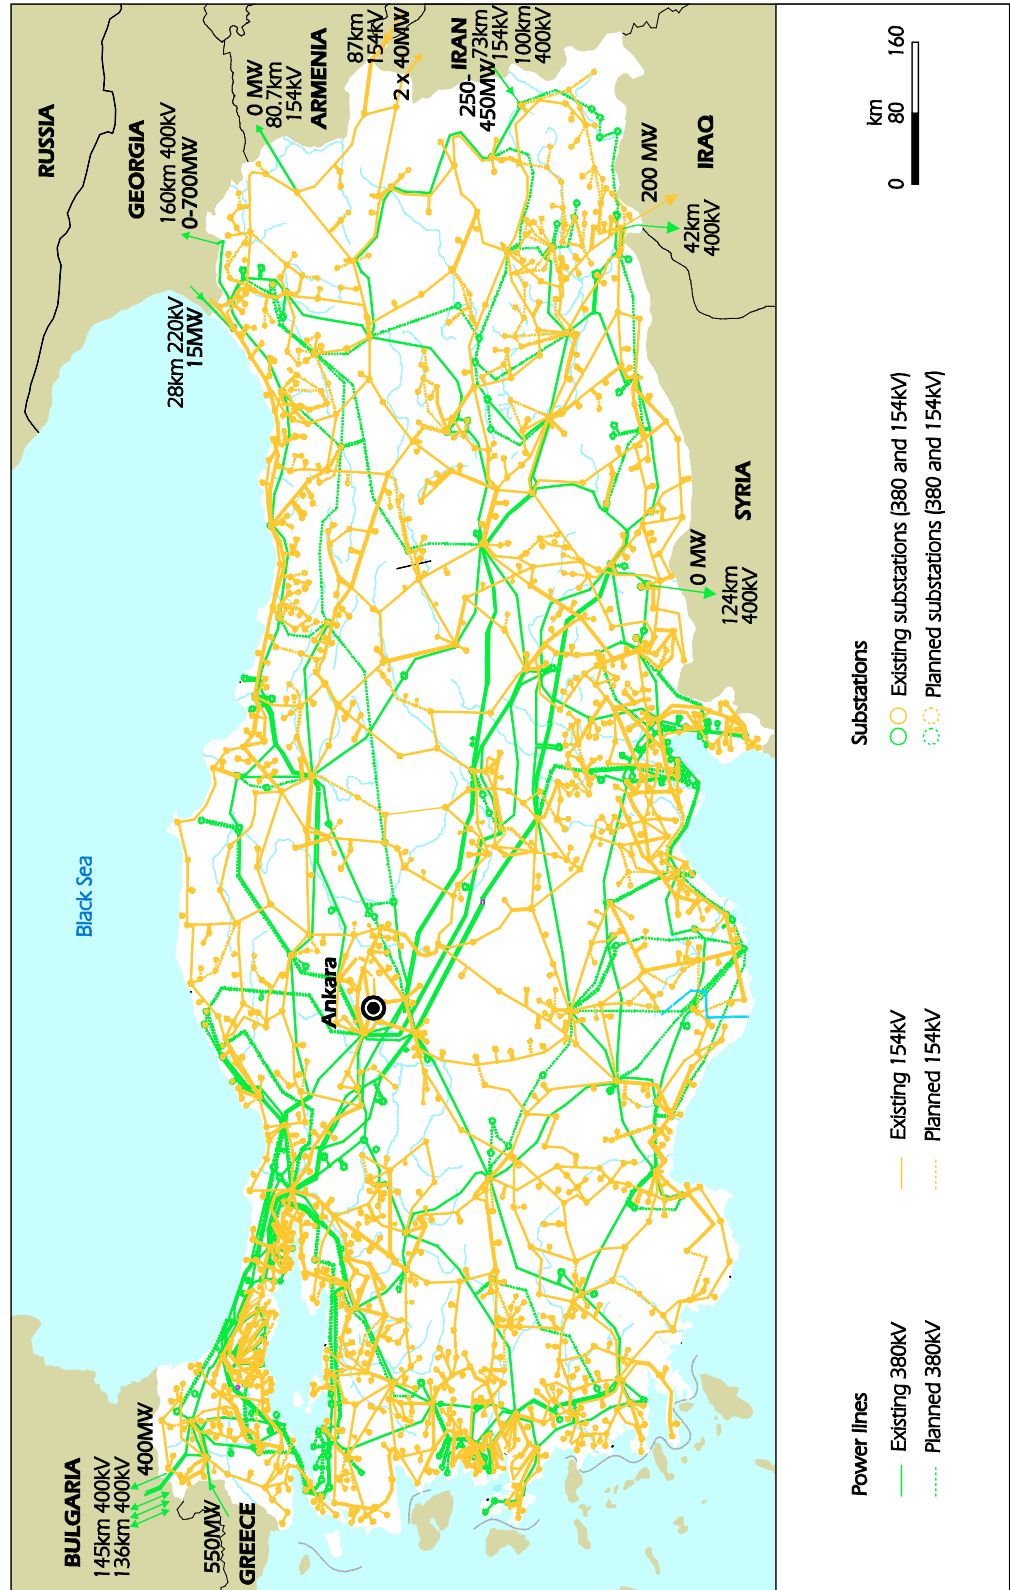 BULGARIA
145km 400kV
136km 400kV
400MW
550MW
GREECE
Black Sea
Ankara
RUSSIA
GEORGIA
160km 400kV
0-700MW
28km 220kV
15MW
0 MW
80.7km
154kV
ARMENIA
87km
154kV
2 x 40MW
IRAN
250-
450MW
73km
154kV
100km
400kV
200 MW
IRAQ
42km
400kV
SYRIA
0 MW
124km
400kV
Power lines
Existing 380kV
Planned 380kV
Existing 154kV
Planned 154kV
Substations
Existing substations (380 and 154kV)
Planned substations (380 and 154kV)
km
0 80 160